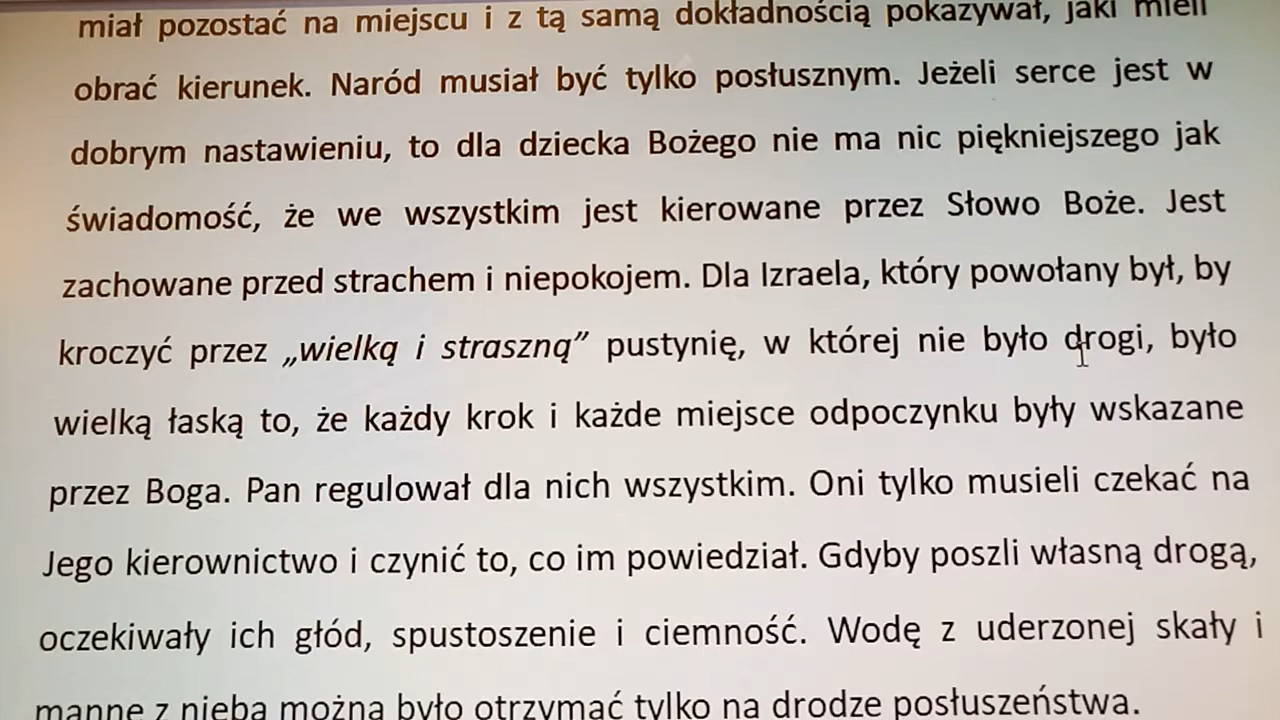 miał pozostać na miejscu i z tą samą dokładnością pokazywał, jaki mieli
obrać kierunek. Naród musiał być tylko posłusznym. Jeżeli serce jest w
dobrym nastawieniu, to dla dziecka Bożego nie ma nic piękniejszego jak
świadomość, że we wszystkim jest kierowane przez Słowo Boże. Jest
zachowane przed strachem i niepokojem. Dla Izraela, który powołany był, by
kroczyć przez „wielką i straszną” pustynię, w której nie było drogi, było
wielką łaską to, że każdy krok i każde miejsce odpoczynku były wskazane
przez Boga. Pan regulował dla nich wszystkim. Oni tylko musieli czekać na
Jego kierownictwo i czynić to, co im powiedział. Gdyby poszli własną drogą,
oczekiwały ich głód, spustoszenie i ciemność. Wodę z uderzonej skały i
mannę z nieba można było otrzymać tylko na drodze posłuszeństwa.